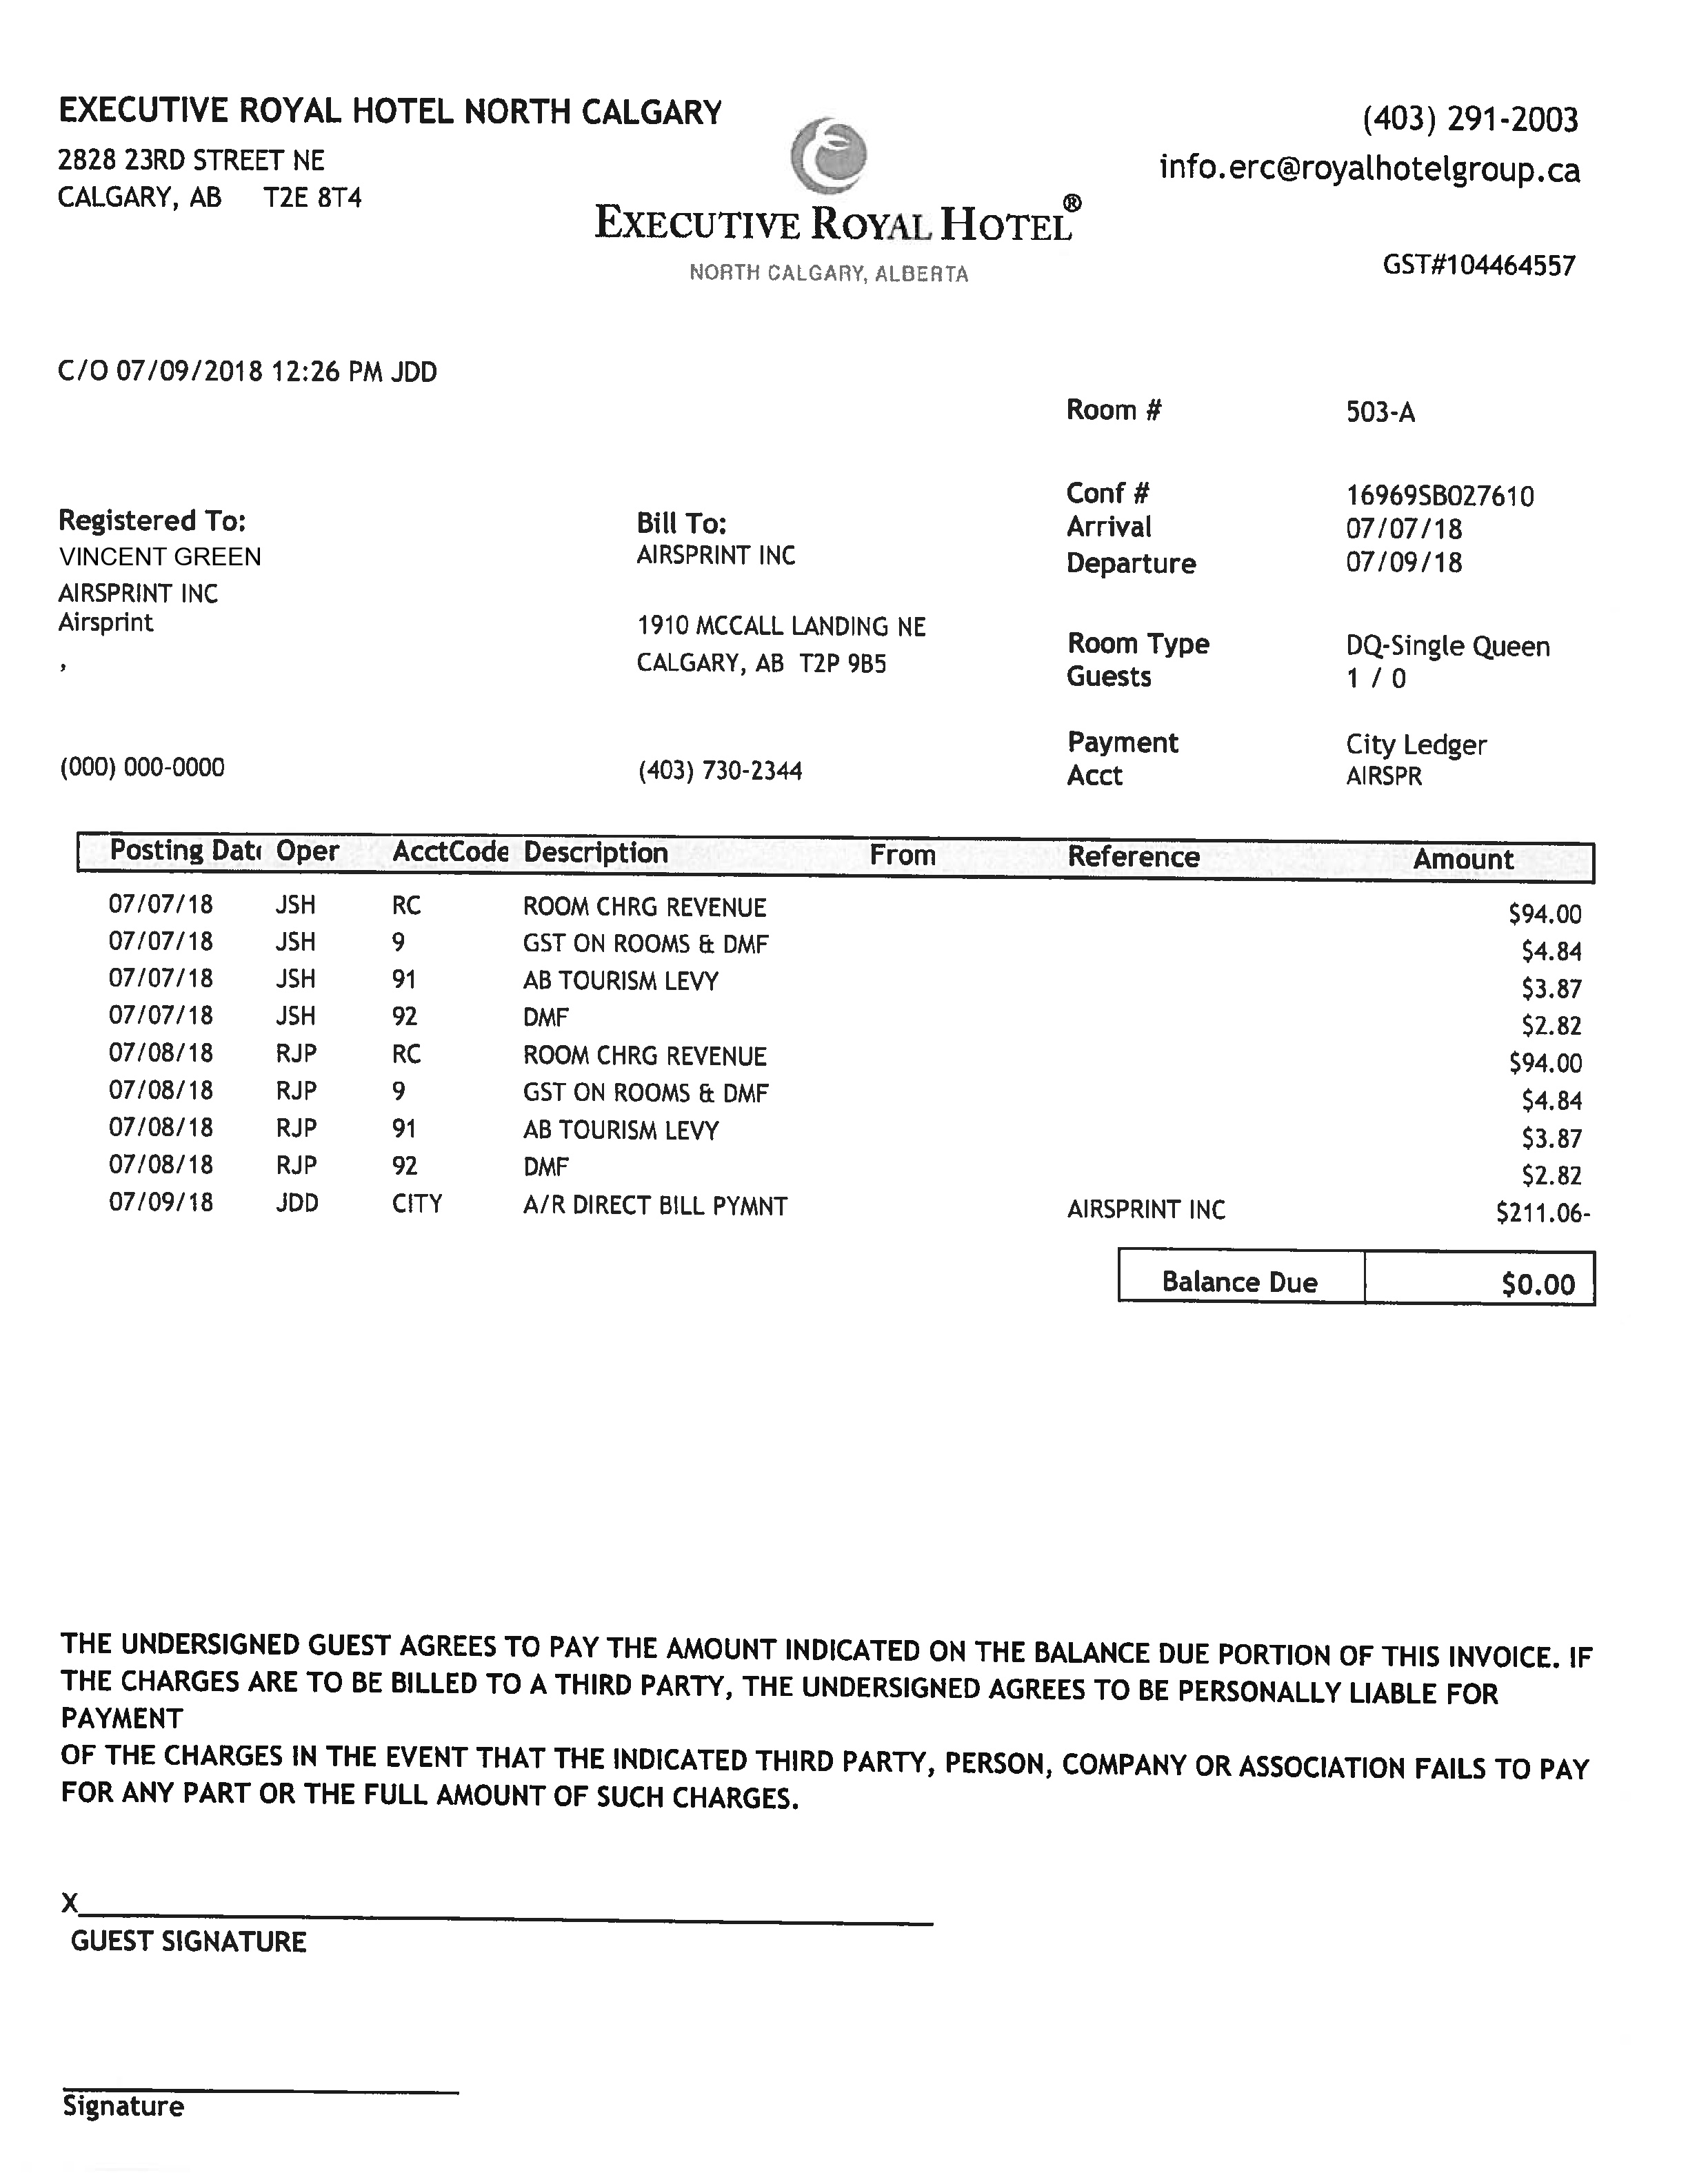 EXECUTIVE ROYAL HOTEL NORTH CALGARY
2828 23RD STREET NE
CALGARY, AB T2E 8T4
EXECUTIVE ROYAL HOTEL®
NORTH CALGARY, ALBERTA
(403) 291-2003
info.erc@royalhotelgroup.ca
GST#104464557
C/O 07/09/2018 12:26 PM JDD
Room # 503-A
Conf # 16969SB027610
Arrival 07/07/18
Departure 07/09/18
Registered To:
VINCENT GREEN
AIRSPRINT INC
Airsprint
,
(000) 000-0000
Bill To:
AIRSPRINT INC
1910 MCCALL LANDING NE
CALGARY, AB T2P 9B5
(403) 730-2344
Room Type DQ-Single Queen
Guests 1 / 0
Payment City Ledger
Acct AIRSPR
Posting Dat Oper AcctCode Description From Reference Amount
07/07/18 JSH RC ROOM CHRG REVENUE $94.00
07/07/18 JSH 9 GST ON ROOMS & DMF $4.84
07/07/18 JSH 91 AB TOURISM LEVY $3.87
07/07/18 JSH 92 DMF $2.82
07/08/18 RJP RC ROOM CHRG REVENUE $94.00
07/08/18 RJP 9 GST ON ROOMS & DMF $4.84
07/08/18 RJP 91 AB TOURISM LEVY $3.87
07/08/18 RJP 92 DMF $2.82
07/09/18 JDD CITY A/R DIRECT BILL PYMNT AIRSPRINT INC $211.06-
Balance Due $0.00
THE UNDERSIGNED GUEST AGREES TO PAY THE AMOUNT INDICATED ON THE BALANCE DUE PORTION OF THIS INVOICE. IF
THE CHARGES ARE TO BE BILLED TO A THIRD PARTY, THE UNDERSIGNED AGREES TO BE PERSONALLY LIABLE FOR
PAYMENT
OF THE CHARGES IN THE EVENT THAT THE INDICATED THIRD PARTY, PERSON, COMPANY OR ASSOCIATION FAILS TO PAY
FOR ANY PART OR THE FULL AMOUNT OF SUCH CHARGES.
X
GUEST SIGNATURE
Signature